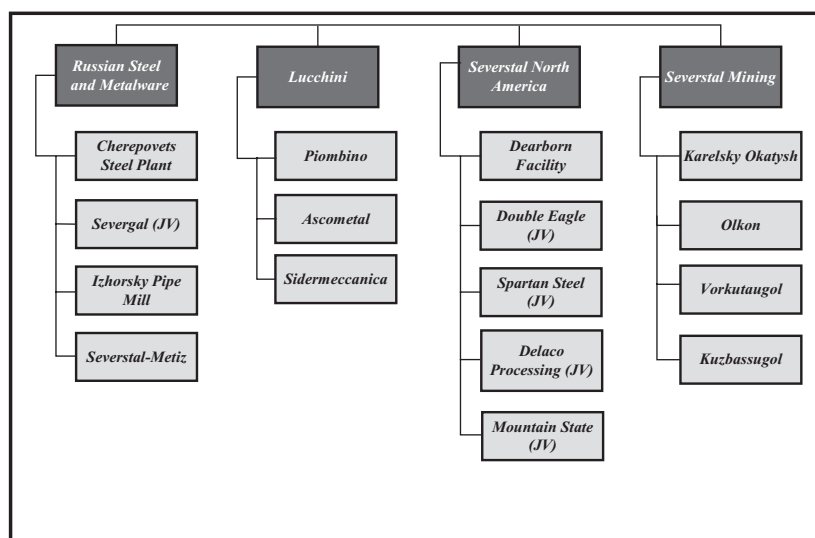 Russian Steel
and Metalware
Cherepovets
Steel Plant
Severgal (JV)
Izhorsky Pipe
Mill
Severstal-Metiz
Lucchini
Piombino
Ascometal
Sidermeccanica
Severstal North
America
Dearborn
Facility
Double Eagle
(JV)
Spartan Steel
(JV)
Delaco
Processing (JV)
Mountain State
(JV)
Severstal Mining
Karelsky Okatysh
Olkon
Vorkutaugol
Kuzbassugol